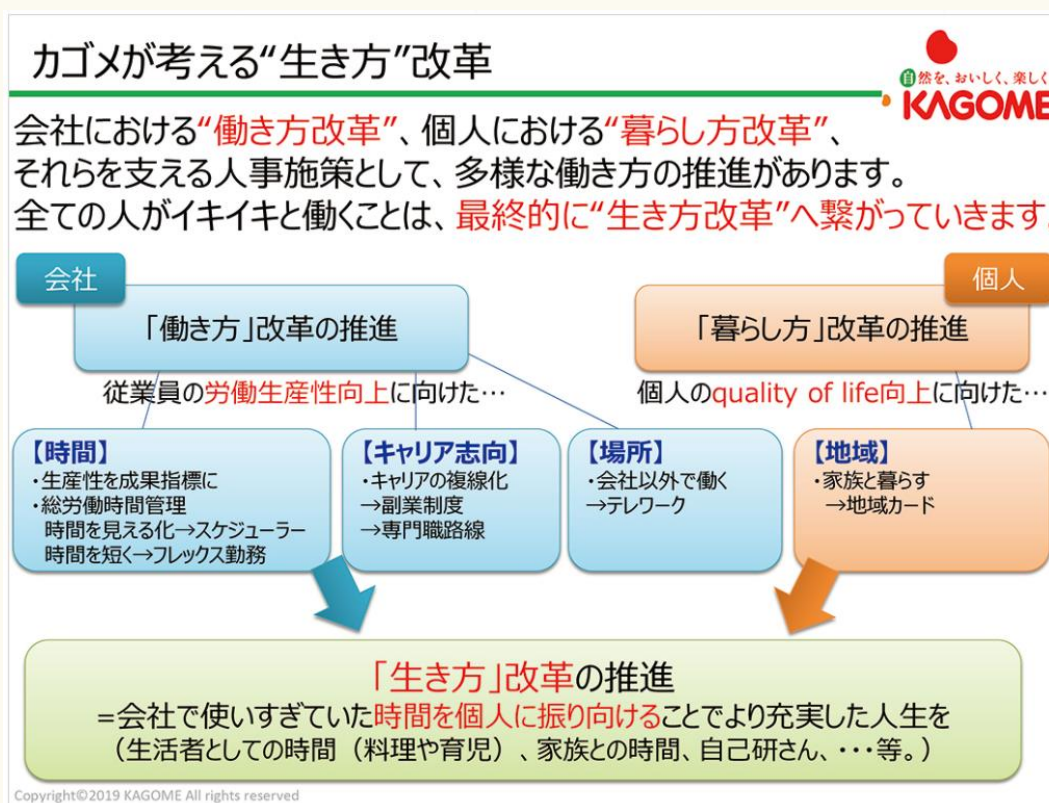 カゴメが考える“生き方”改革
自然を、おいしく、楽しく
KAGOME
会社における“働き方改革”、個人における“暮らし方改革”、
それらを支える人事施策として、多様な働き方の推進があります。
全ての人がイキイキと働くことは、最終的に“生き方改革”へ繋がっていきます。
会社
個人
「働き方」改革の推進
「暮らし方」改革の推進
従業員の労働生産性向上に向けた…
個人のquality of life向上に向けた…
【時間】
・生産性を成果指標に
・総労働時間管理
時間を見える化→スケジューラー
時間を短く→フレックス勤務
【キャリア志向】
・キャリアの複線化
→副業制度
→専門職路線
【場所】
・会社以外で働く
→テレワーク
【地域】
・家族と暮らす
→地域カード
「生き方」改革の推進
=会社で使いすぎていた時間を個人に振り向けることでより充実した人生を
（生活者としての時間（料理や育児）、家族との時間、自己研さん、・・・等。）
Copyright©2019 KAGOME All rights reserved